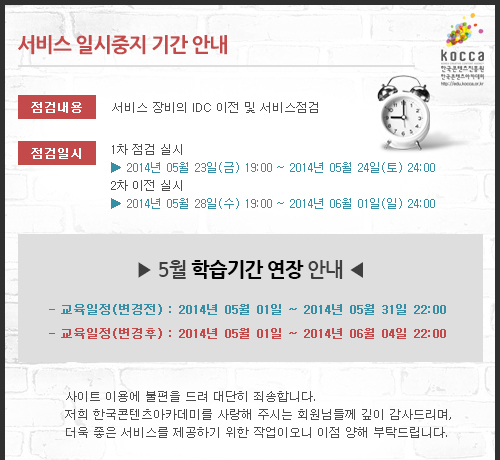 서비스 일시중지 기간 안내
kocca
한국콘텐츠진흥원
한국콘텐츠아카데미
http://edu.kocca.or.kr
점검내용
서비스 장비의 IDC 이전 및 서비스점검
점검일시
1차 점검 실시
▶ 2014년 05월 23일(금) 19:00 ~ 2014년 05월 24일(토) 24:00
2차 이전 실시
▶ 2014년 05월 28일(수) 19:00 ~ 2014년 06월 01일(일) 24:00
▶ 5월 학습기간 연장 안내 ◀
- 교육일정(변경전) : 2014년 05월 01일 ~ 2014년 05월 31일 22:00
- 교육일정(변경후) : 2014년 05월 01일 ~ 2014년 06월 04일 22:00
사이트 이용에 불편을 드려 대단히 죄송합니다.
저희 한국콘텐츠아카데미를 사랑해 주시는 회원님들께 깊이 감사드리며,
더욱 좋은 서비스를 제공하기 위한 작업이오니 이점 양해 부탁드립니다.